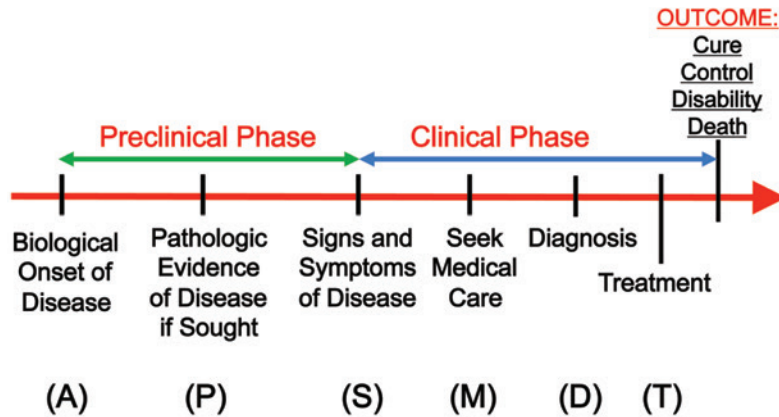 OUTCOME:
Cure
Control
Disability
Death
Preclinical Phase
Clinical Phase
Biological
Onset of
Disease
Pathologic
Evidence
of Disease
if Sought
Signs and
Symptoms
of Disease
Seek
Medical
Care
Diagnosis
Treatment
(A)
(P)
(S)
(M)
(D)
(T)